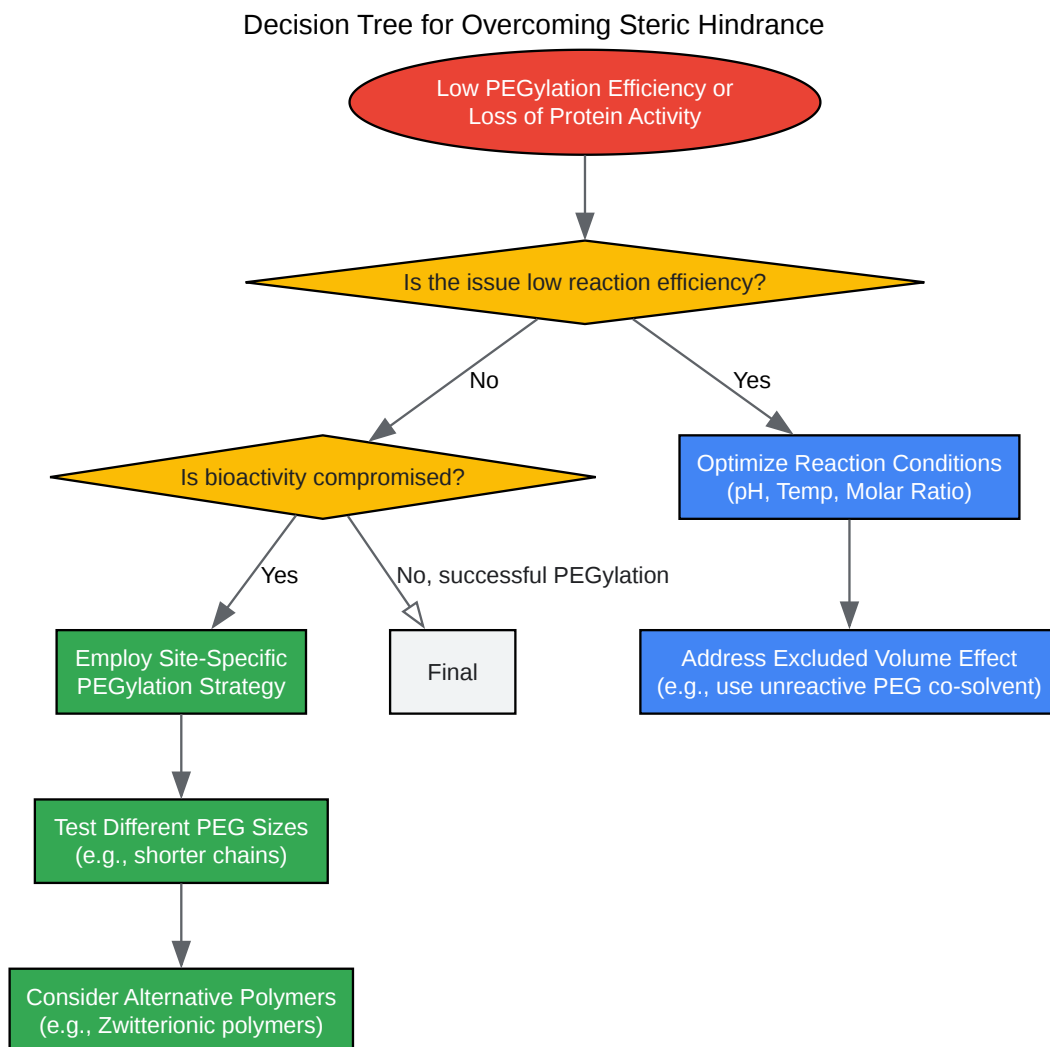 Decision Tree for Overcoming Steric Hindrance
Low PEGylation Efficiency or
Loss of Protein Activity
Is the issue low reaction efficiency?
No
Yes
Is bioactivity compromised?
Optimize Reaction Conditions
(pH, Temp, Molar Ratio)
Yes
No, successful PEGylation
Employ Site-Specific
PEGylation Strategy
Final
Address Excluded Volume Effect
(e.g., use unreactive PEG co-solvent)
Test Different PEG Sizes
(e.g., shorter chains)
Consider Alternative Polymers
(e.g., Zwitterionic polymers)